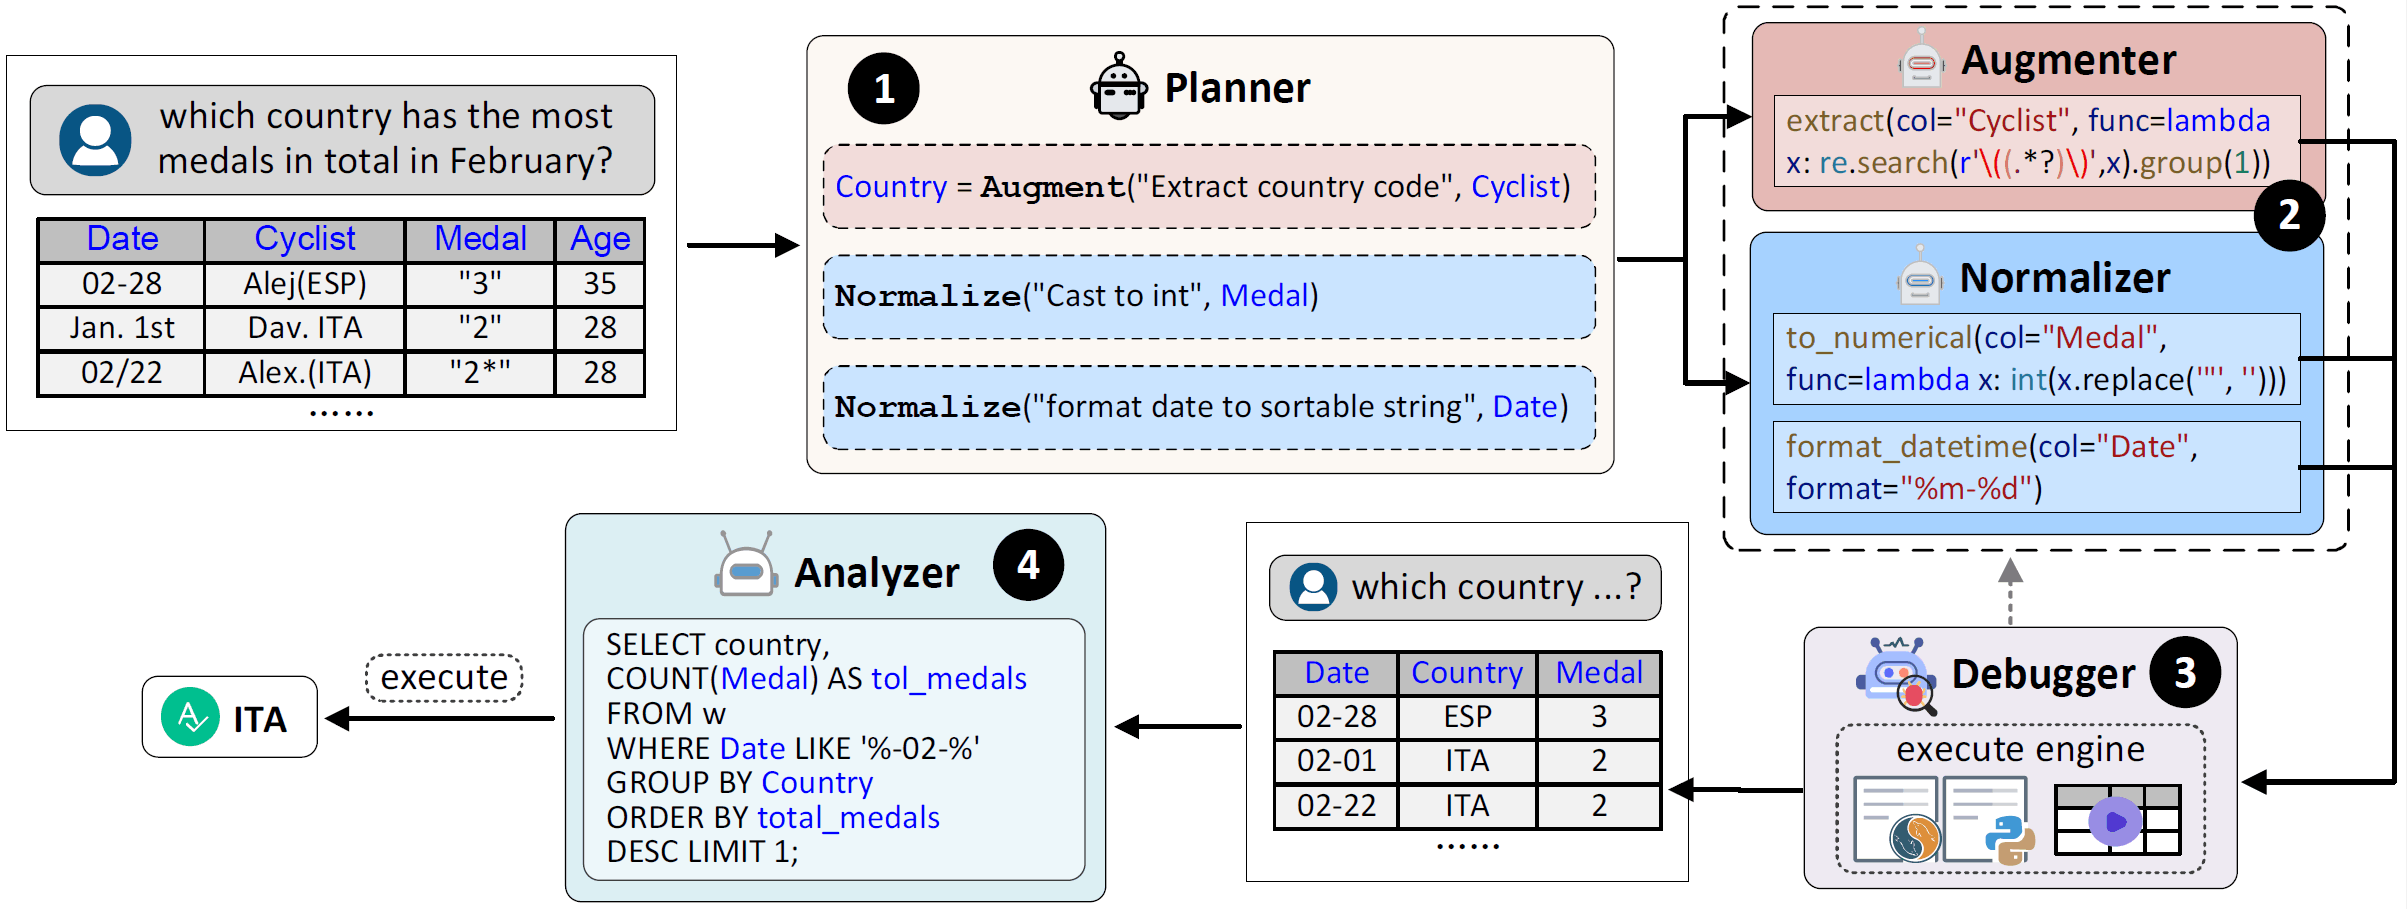 which country has the most
medals in total in February?
Date Cyclist Medal Age
02-28 Alej(ESP) "3" 35
Jan. 1st Dav. ITA "2" 28
02/22 Alex.(ITA) "2*" 28
......
1 Planner
Country = Augment("Extract country code", Cyclist)
Normalize("Cast to int", Medal)
Normalize("format date to sortable string", Date)
Augmenter
extract(col="Cyclist", func=lambda
x: re.search(r'\((.*?)\)',x).group(1))
2
Normalizer
to_numerical(col="Medal",
func=lambda x: int(x.replace('"', '')))
format_datetime(col="Date",
format="%m-%d")
Debugger 3
execute engine
which country ...?
Date Country Medal
02-28 ESP 3
02-01 ITA 2
02-22 ITA 2
......
Analyzer 4
SELECT country,
COUNT(Medal) AS tol_medals
FROM w
WHERE Date LIKE '%-02-%'
GROUP BY Country
ORDER BY total_medals
DESC LIMIT 1;
execute
A ITA